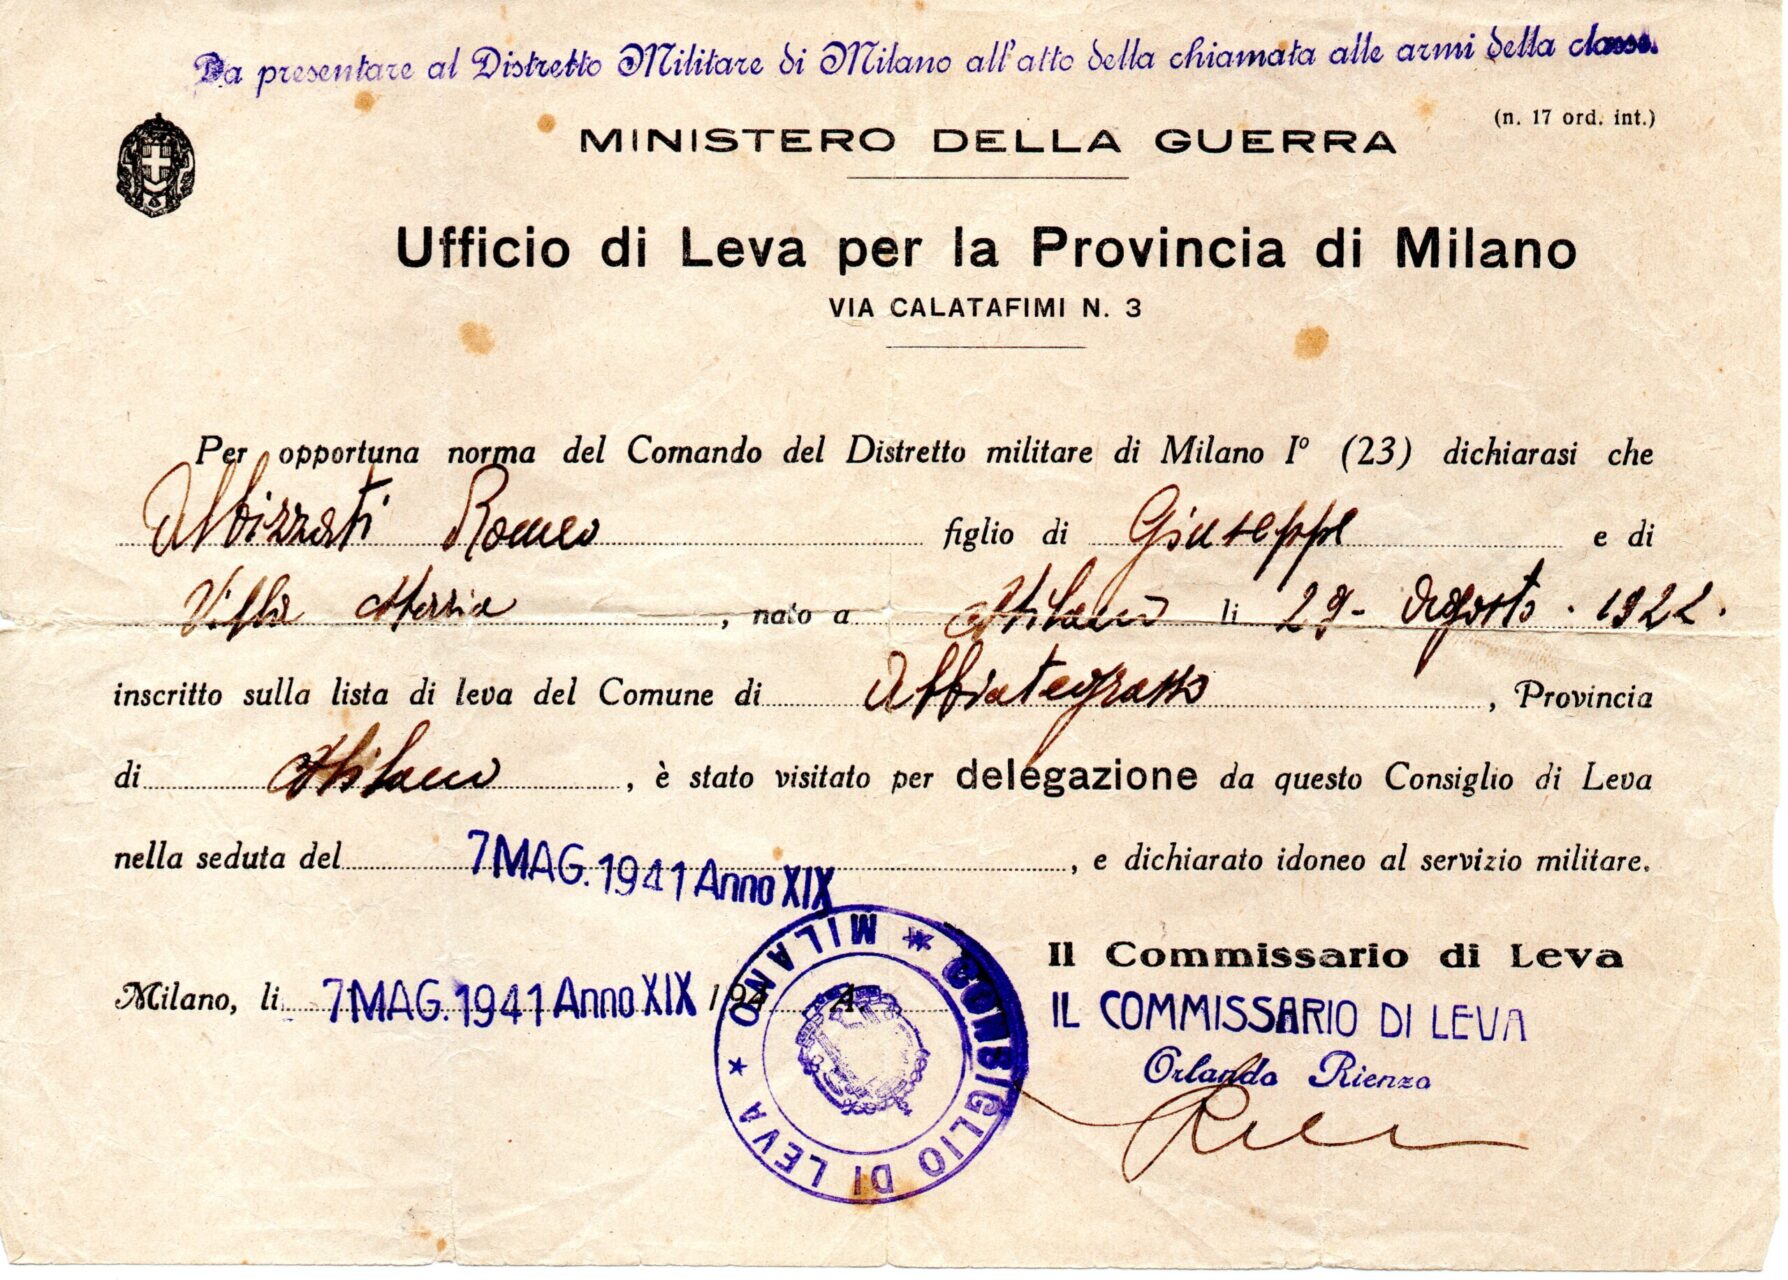 Da presentare al Distretto Militare di Milano all'atto della chiamata alle armi della classe.
(n. 17 ord. int.)
MINISTERO DELLA GUERRA
Ufficio di Leva per la Provincia di Milano
VIA CALATAFIMI N. 3
Per opportuna norma del Comando del Distretto militare di Milano Iº (23) dichiarasi che
Albizzati Romeo figlio di Giuseppe e di
Villa Maria, nato a Milano li 29 - Agosto . 1922.
inscritto sulla lista di leva del Comune di Abbiategrasso, Provincia
di Milano, è stato visitato per delegazione da questo Consiglio di Leva
nella seduta del 7 MAG. 1941 Anno XIX, e dichiarato idoneo al servizio militare.
Milano, li 7 MAG. 1941 Anno XIX 194 A.
Il Commissario di Leva
IL COMMISSARIO DI LEVA
Orlando Rienzo
* CONSIGLIO DI LEVA * MILANO